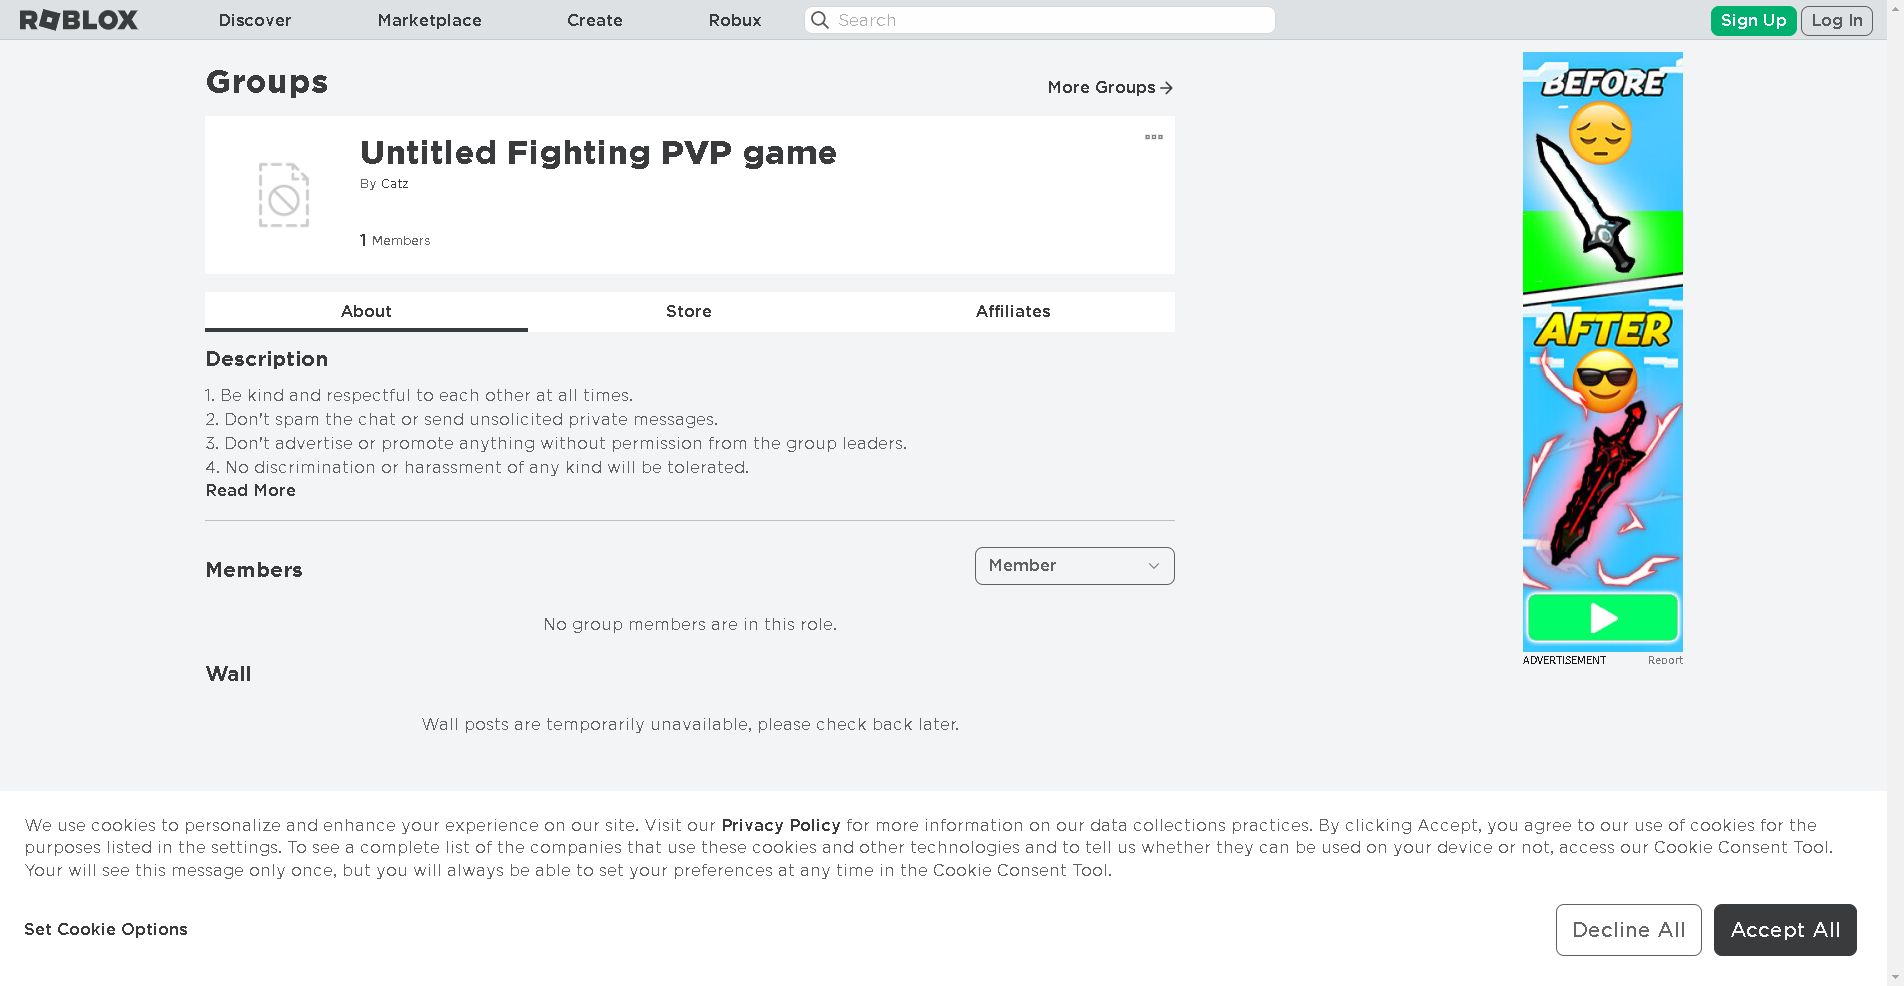 ROBLOX Discover Marketplace Create Robux Search Sign Up Log In
Groups
More Groups
Untitled Fighting PVP game
By Catz
1 Members
About Store Affiliates
Description
1. Be kind and respectful to each other at all times.
2. Don't spam the chat or send unsolicited private messages.
3. Don't advertise or promote anything without permission from the group leaders.
4. No discrimination or harassment of any kind will be tolerated.
Read More
Members
Member
No group members are in this role.
Wall
Wall posts are temporarily unavailable, please check back later.
BEFORE
AFTER
ADVERTISEMENT Report
We use cookies to personalize and enhance your experience on our site. Visit our Privacy Policy for more information on our data collections practices. By clicking Accept, you agree to our use of cookies for the
purposes listed in the settings. To see a complete list of the companies that use these cookies and other technologies and to tell us whether they can be used on your device or not, access our Cookie Consent Tool.
Your will see this message only once, but you will always be able to set your preferences at any time in the Cookie Consent Tool.
Set Cookie Options
Decline All
Accept All